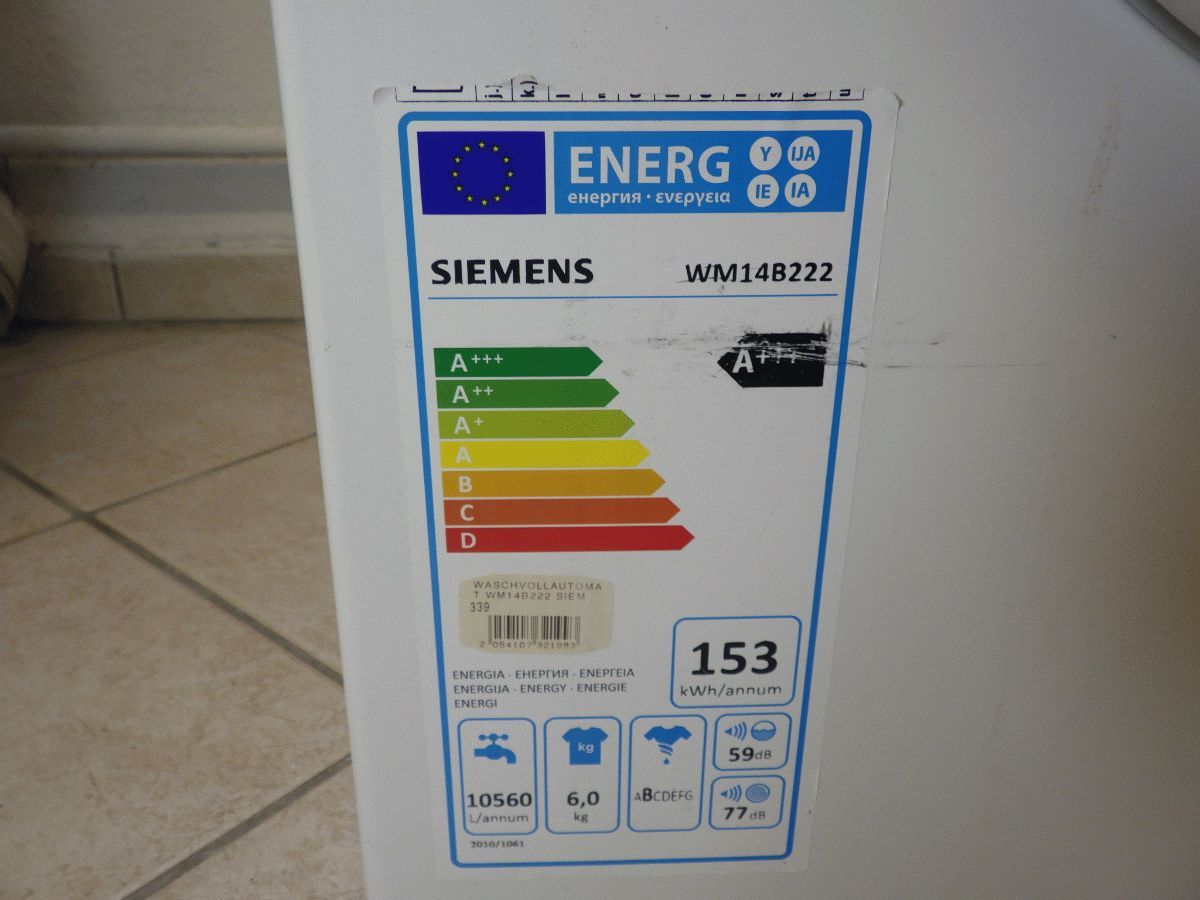 ENERG
Y IJA
IE IA
енергия · ενεργεια
SIEMENS WM14B222
A+++ A+++
A++
A+
A
B
C
D
WASCHVOLLAUTOMA
T WM14B222 SIEM
339
153
kWh/annum
ENERGIA · ЕНЕРГИЯ · ΕΝΕΡΓΕΙΑ
ENERGIJA · ENERGY · ENERGIE
ENERGI
kg
59dB
10560
L/annum
6,0
kg
ABCDEFG
77dB
2010/1061